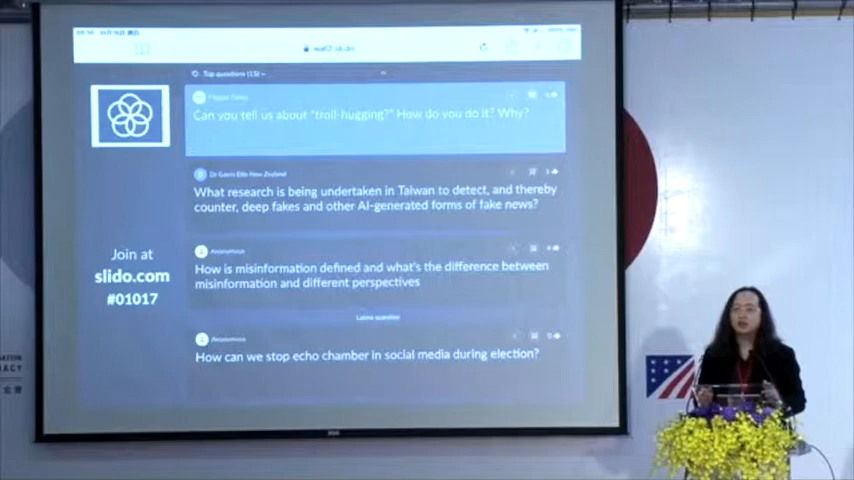 Top questions (15)
Can you tell us about "troll-hugging?" How do you do it? Why?
Dr Gavin Ellis New Zealand
What research is being undertaken in Taiwan to detect, and thereby
counter, deep fakes and other AI-generated forms of fake news?
Anonymous
How is misinformation defined and what's the difference between
misinformation and different perspectives
Anonymous
How can we stop echo chamber in social media during election?
Join at
slido.com
#01017